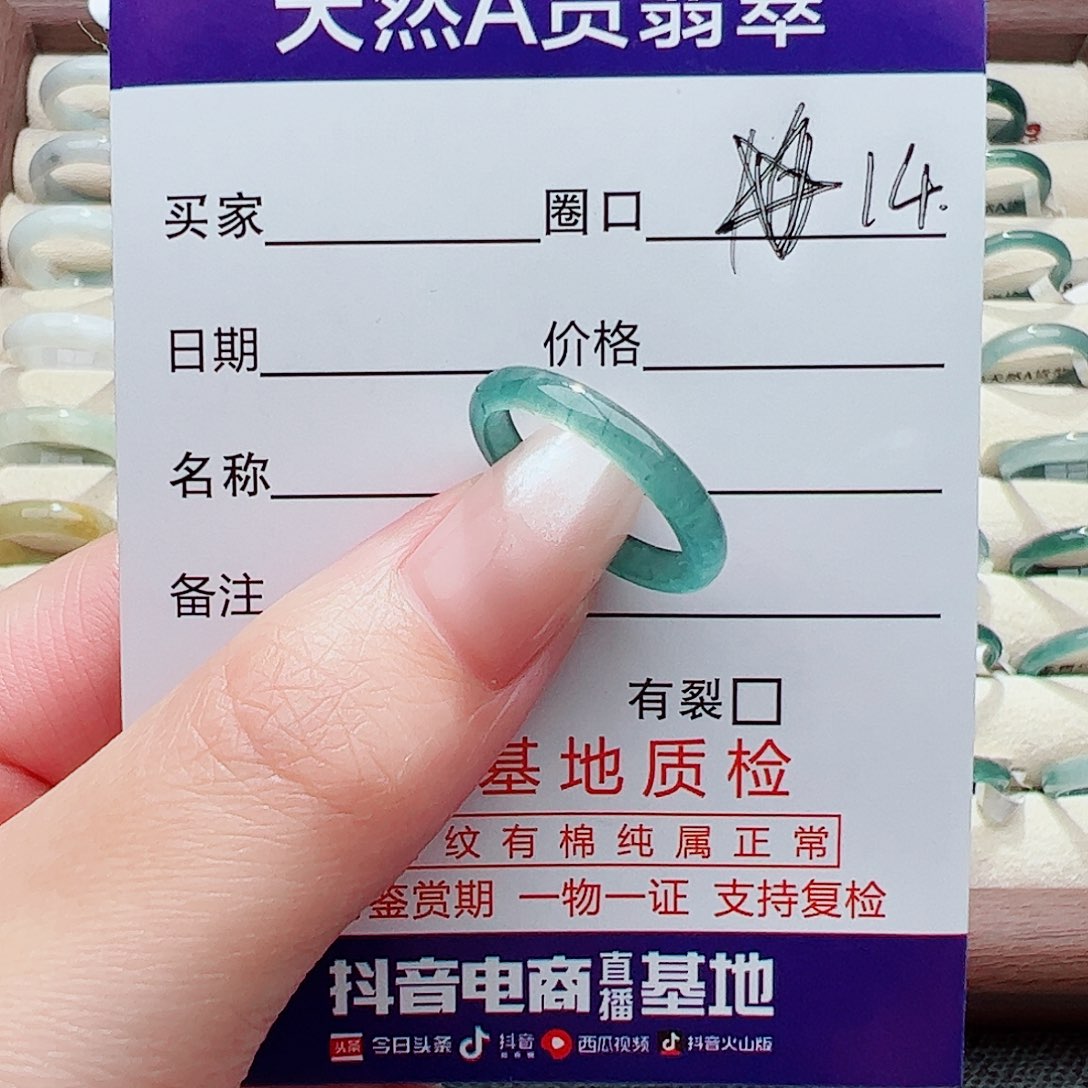 天然A货翡翠
买家 圈口 14.
日期 价格
名称
备注
有裂
基地质检
纹有棉纯属正常
鉴赏期 一物一证 支持复检
抖音电商直播基地
头条 今日头条 抖音 西瓜视频 抖音火山版